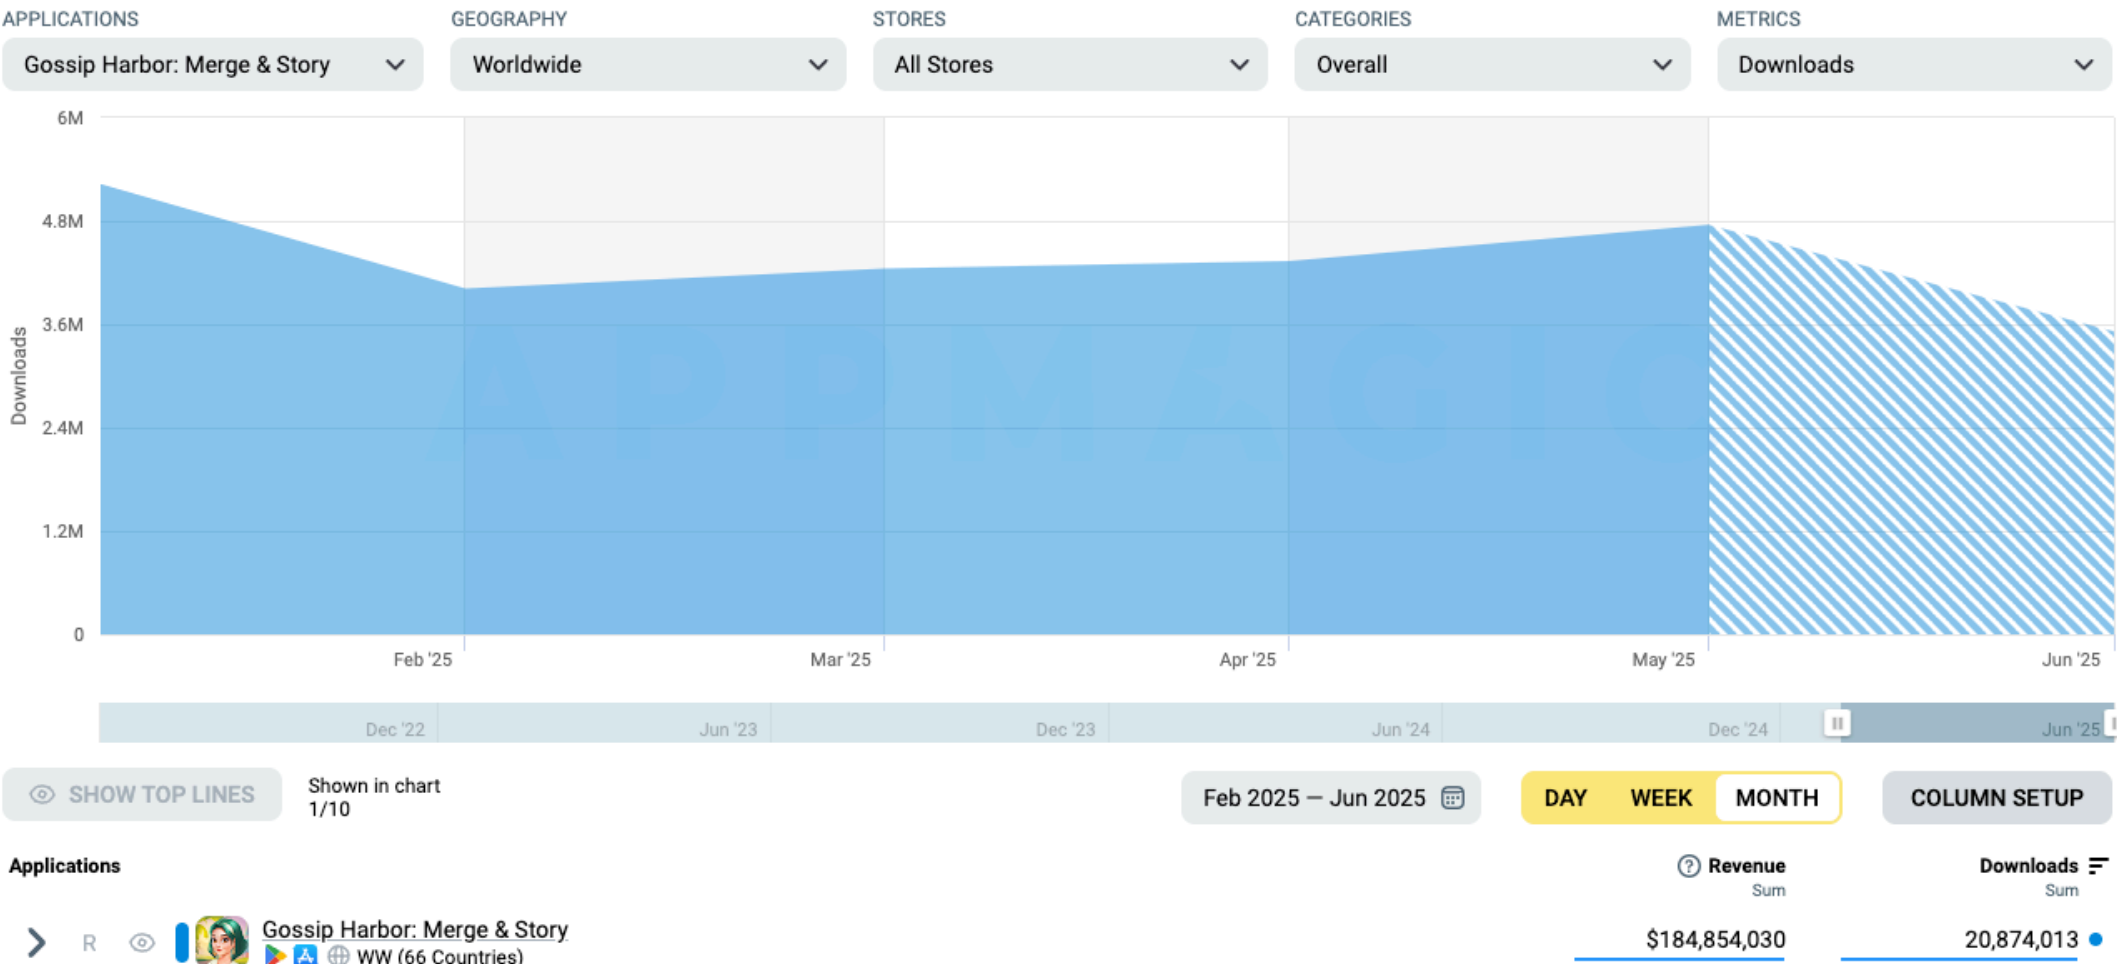 APPLICATIONS
GEOGRAPHY
STORES
CATEGORIES
METRICS
Gossip Harbor: Merge & Story
Worldwide
All Stores
Overall
Downloads
6M
4.8M
3.6M
2.4M
1.2M
0
Downloads
APPMAGIC
Feb '25
Mar '25
Apr '25
May '25
Jun '25
Dec '22
Jun '23
Dec '23
Jun '24
Dec '24
Jun '25
SHOW TOP LINES
Shown in chart
1/10
Feb 2025 – Jun 2025
DAY
WEEK
MONTH
COLUMN SETUP
Applications
? Revenue
Sum
Downloads
Sum
R
Gossip Harbor: Merge & Story
WW (66 Countries)
$184,854,030
20,874,013